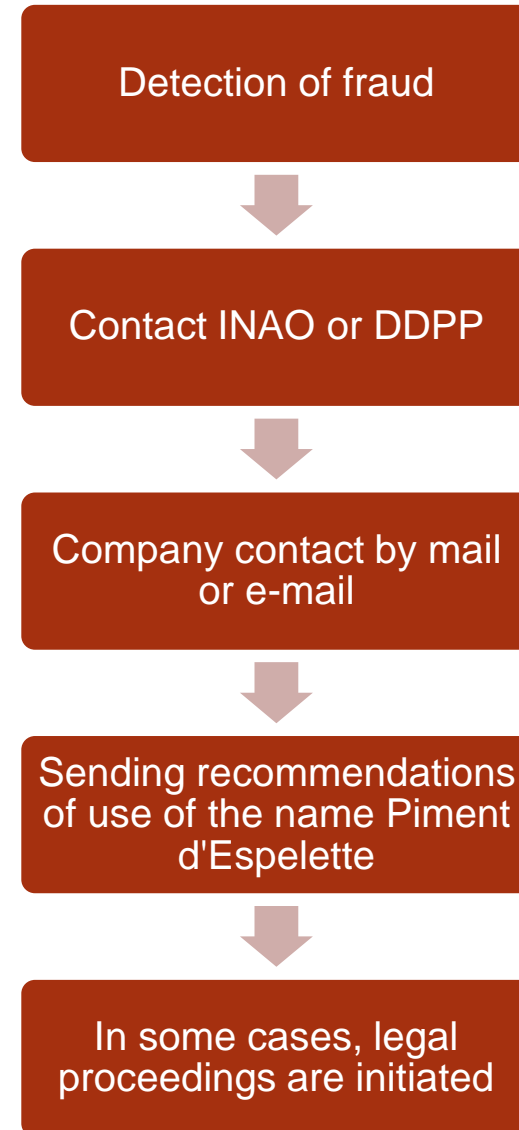 Detection of fraud
Contact INAO or DDPP
Company contact by mail
or e-mail
Sending recommendations
of use of the name Piment
d'Espelette
In some cases, legal
proceedings are initiated